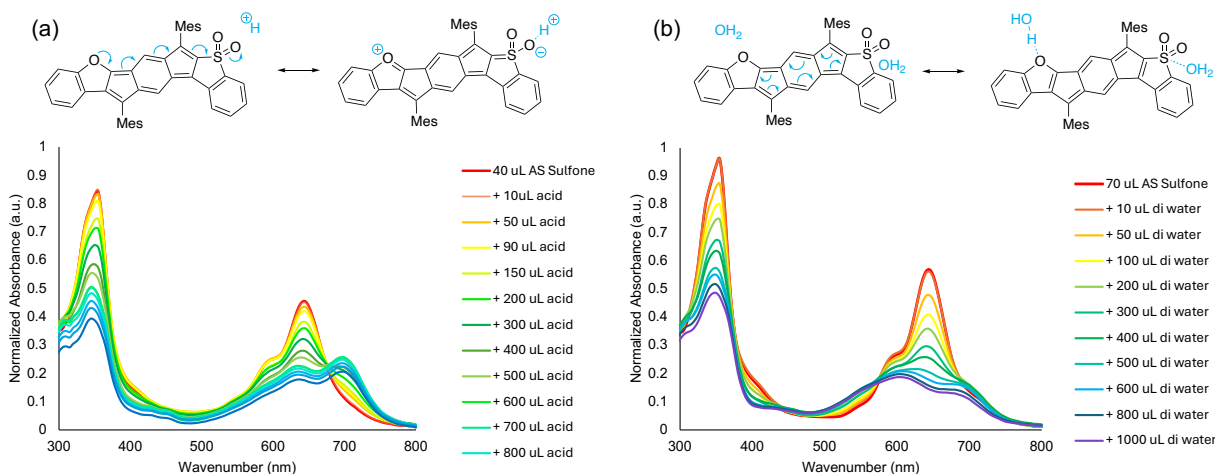 (a)
Mes
O
S
O
O
⊕
H
Mes
⊕
O
Mes
S
O
O
H
⊕
⊖
Mes
Normalized Absorbance (a.u.)
1
0.9
0.8
0.7
0.6
0.5
0.4
0.3
0.2
0.1
0
300
400
500
600
700
800
Wavenumber (nm)
40 uL AS Sulfone
+ 10uL acid
+ 50 uL acid
+ 90 uL acid
+ 150 uL acid
+ 200 uL acid
+ 300 uL acid
+ 400 uL acid
+ 500 uL acid
+ 600 uL acid
+ 700 uL acid
+ 800 uL acid
(b)
OH2
Mes
O
S
O
O
OH2
Mes
HO
H
O
Mes
S
O
O
OH2
Mes
Normalized Absorbance (a.u.)
1
0.9
0.8
0.7
0.6
0.5
0.4
0.3
0.2
0.1
0
300
400
500
600
700
800
Wavenumber (nm)
70 uL AS Sulfone
+ 10 uL di water
+ 50 uL di water
+ 100 uL di water
+ 200 uL di water
+ 300 uL di water
+ 400 uL di water
+ 500 uL di water
+ 600 uL di water
+ 800 uL di water
+ 1000 uL di water